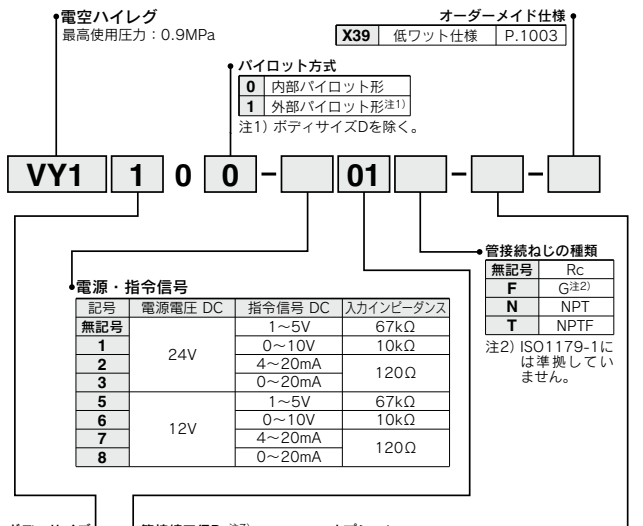 電空ハイレグ
最高使用圧力：0.9MPa
オーダーメイド仕様
X39 低ワット仕様 P.1003
パイロット方式
0 内部パイロット形
1 外部パイロット形注1)
注1) ボディサイズDを除く。
VY1 1 0 0 - 01 - -
管接続ねじの種類
無記号 Rc
F G注2)
N NPT
T NPTF
注2) ISO1179-1に
は準拠してい
ません。
電源・指令信号
記号 電源電圧 DC 指令信号 DC 入力インピーダンス
無記号 24V 1～5V 67kΩ
1 0～10V 10kΩ
2 4～20mA 120Ω
3 0～20mA
5 12V 1～5V 67kΩ
6 0～10V 10kΩ
7 4～20mA 120Ω
8 0～20mA